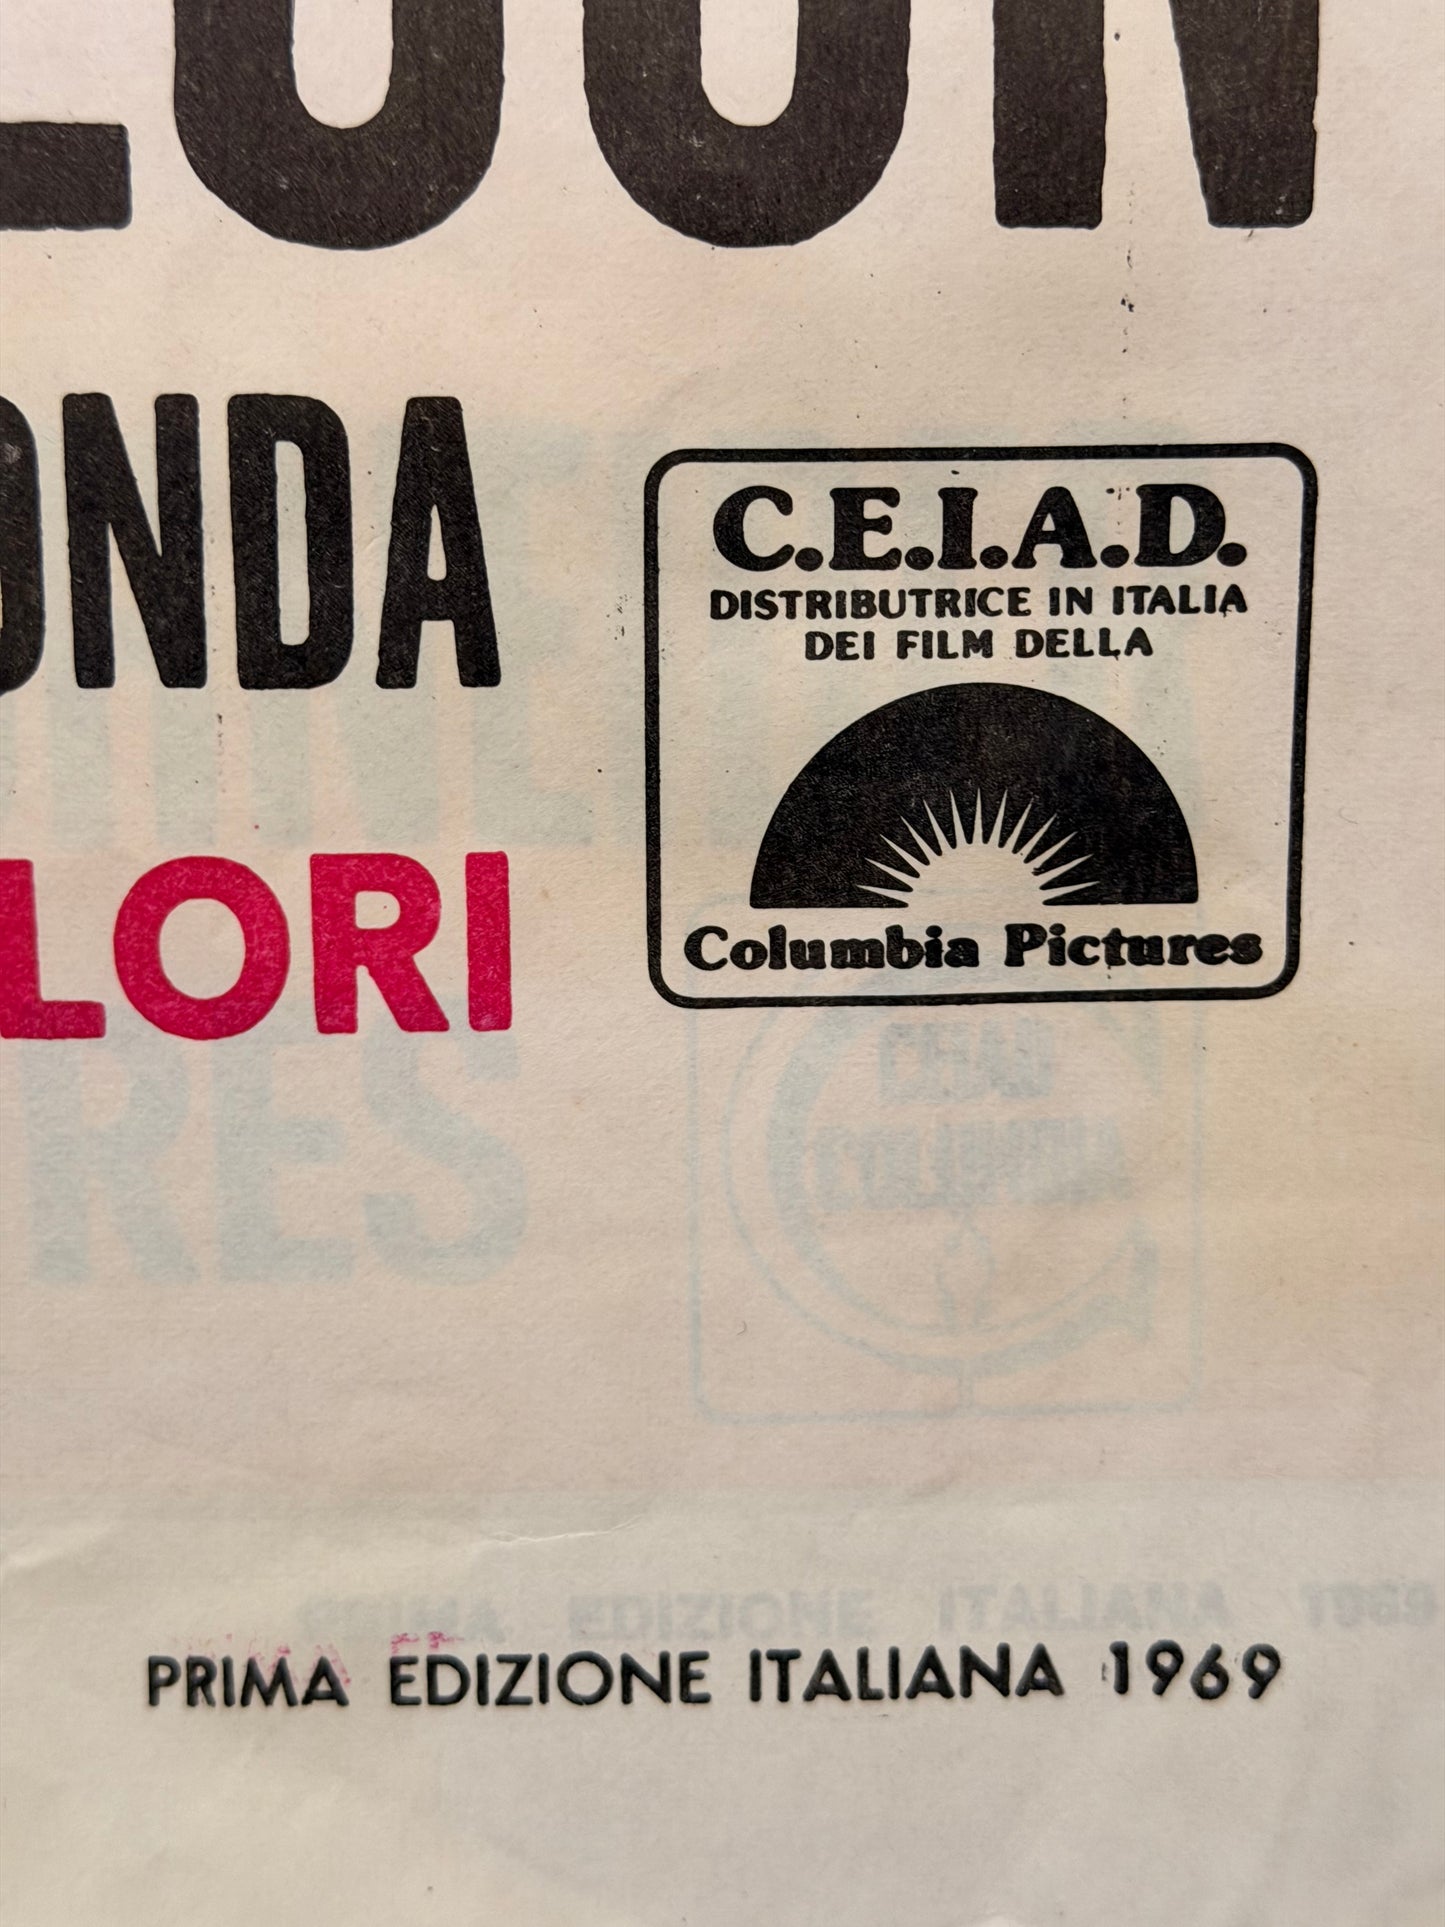 ONDA
LORI
C.E.I.A.D.
DISTRIBUTRICE IN ITALIA
DEI FILM DELLA
Columbia Pictures
PRIMA EDIZIONE ITALIANA 1969